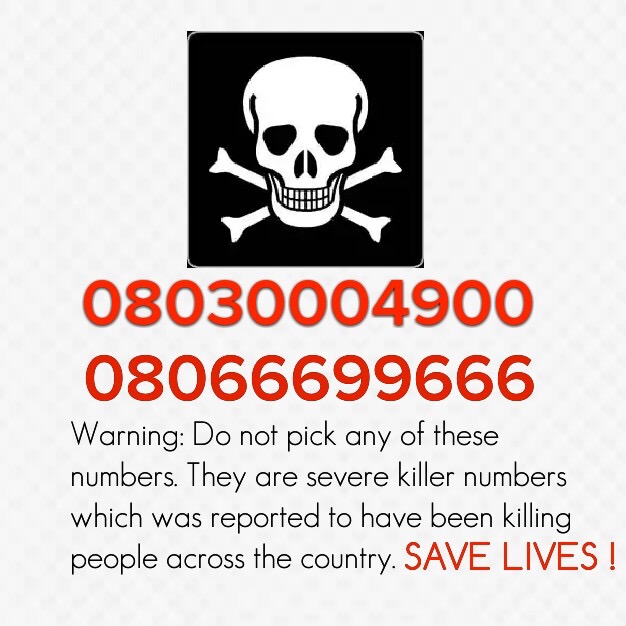 08030004900
08066699666
Warning: Do not pick any of these
numbers. They are severe killer numbers
which was reported to have been killing
people across the country. SAVE LIVES !